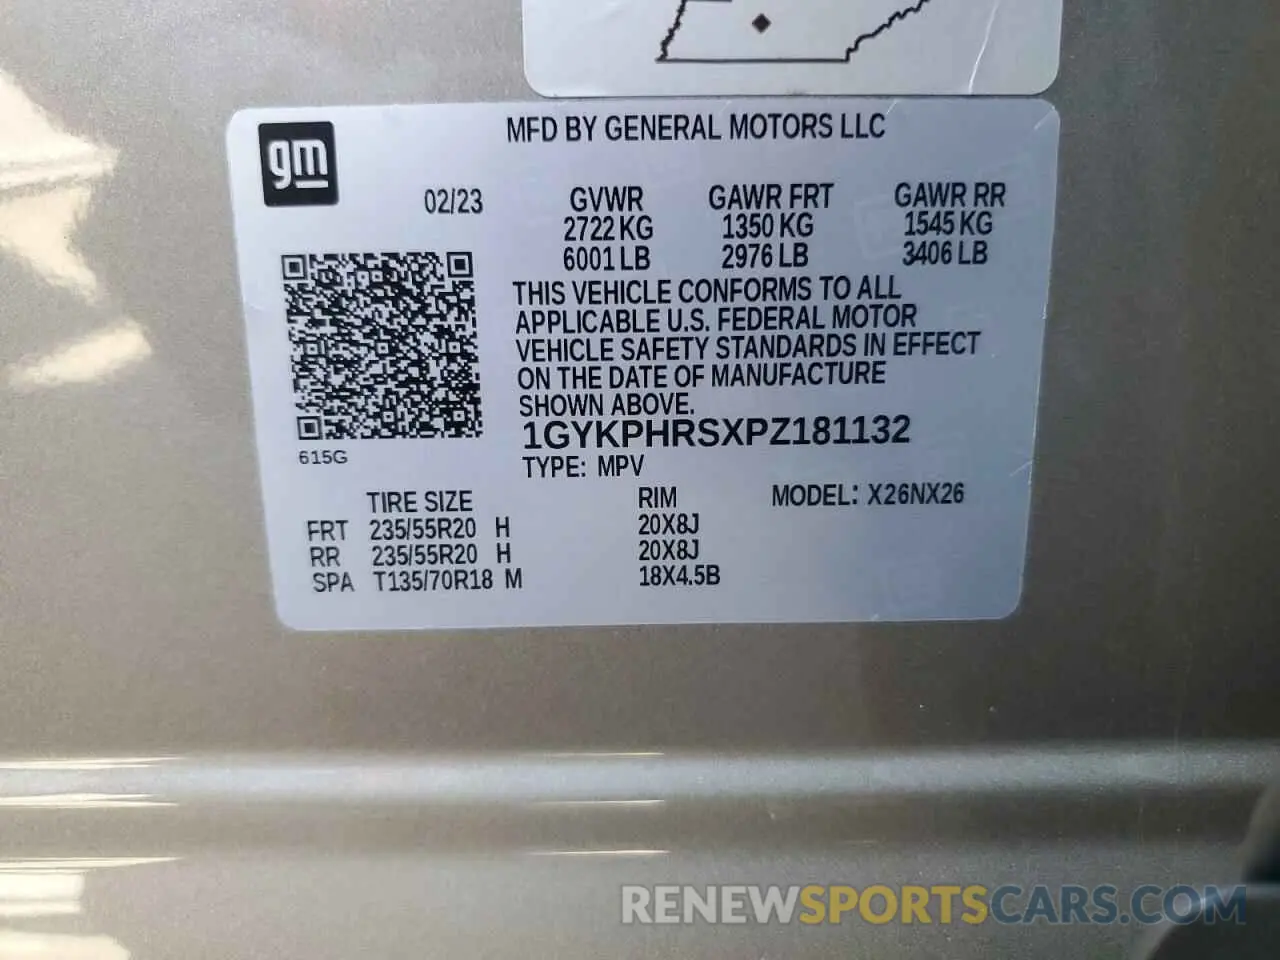 gm
MFD BY GENERAL MOTORS LLC
02/23 GVWR GAWR FRT GAWR RR
2722 KG 1350 KG 1545 KG
6001 LB 2976 LB 3406 LB
THIS VEHICLE CONFORMS TO ALL
APPLICABLE U.S. FEDERAL MOTOR
VEHICLE SAFETY STANDARDS IN EFFECT
ON THE DATE OF MANUFACTURE
SHOWN ABOVE.
1GYKPHRSXPZ181132
615G
TYPE: MPV
TIRE SIZE RIM MODEL: X26NX26
FRT 235/55R20 H 20X8J
RR 235/55R20 H 20X8J
SPA T135/70R18 M 18X4.5B
RENEWSPORTSCARS.COM